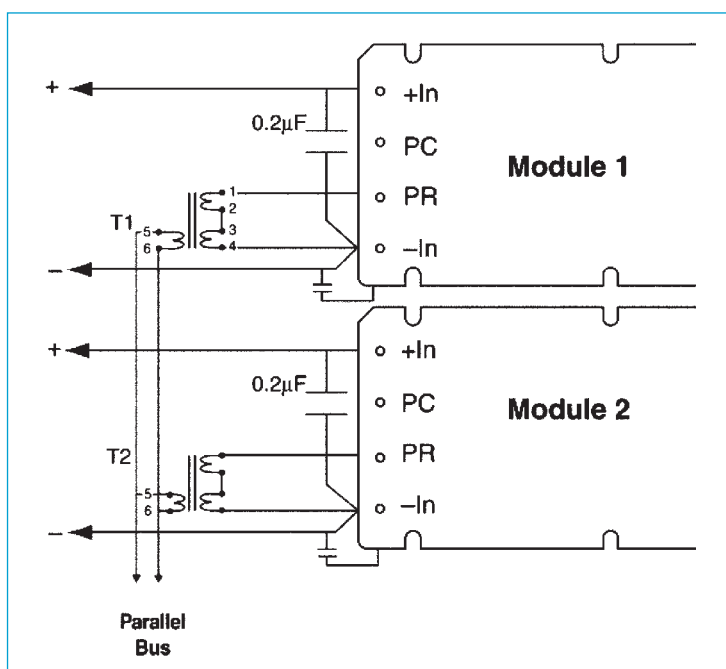 +
+In
0.2µF
PC
Module 1
1
PR
2
T1
5
3
6
4
–In
–
+
+In
0.2µF
PC
Module 2
T2
PR
5
6
–In
–
Parallel
Bus